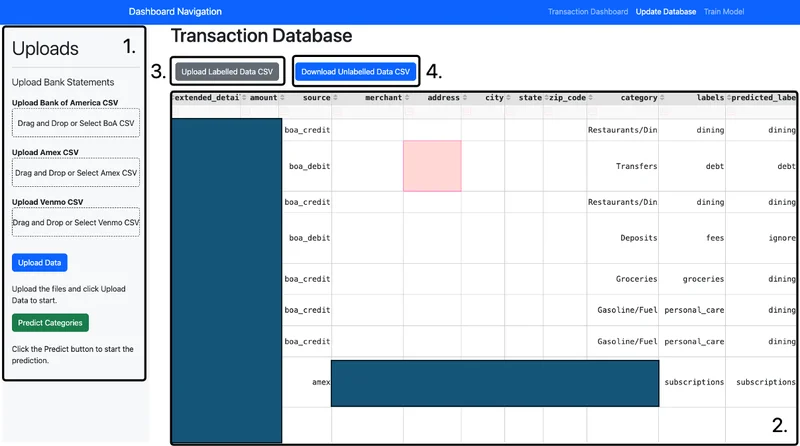 Dashboard Navigation
Transaction Dashboard Update Database Train Model
Uploads
1.
Upload Bank Statements
Upload Bank of America CSV
Drag and Drop or Select BoA CSV
Upload Amex CSV
Drag and Drop or Select Amex CSV
Upload Venmo CSV
Drag and Drop or Select Venmo CSV
Upload Data
Upload the files and click Upload
Data to start.
Predict Categories
Click the Predict button to start the
prediction.
Transaction Database
3.
Upload Labelled Data CSV
Download Unlabelled Data CSV
4.
extended_detai amount source merchant address city state zip_code category labels predicted_labe
boa_credit Restaurants/Din dining dining
boa_debit Transfers debt debt
boa_credit Restaurants/Din dining dining
boa_debit Deposits fees ignore
boa_credit Groceries groceries dining
boa_credit Gasoline/Fuel personal_care dining
boa_credit Gasoline/Fuel personal_care dining
amex subscriptions subscriptions
2.